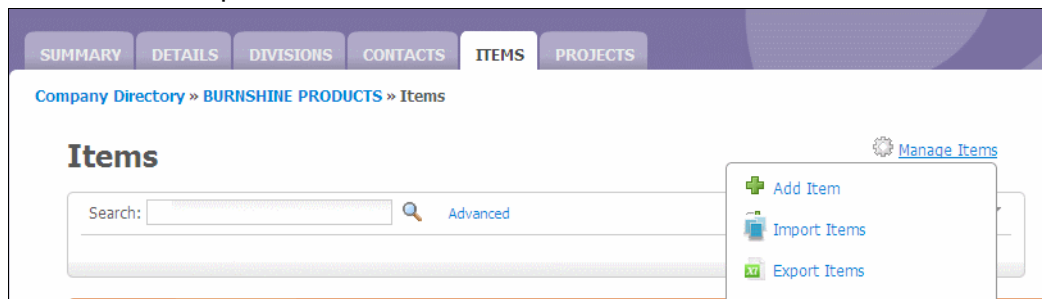 SUMMARY DETAILS DIVISIONS CONTACTS ITEMS PROJECTS
Company Directory » BURNSHINE PRODUCTS » Items
Items
Manage Items
Search:
Advanced
Add Item
Import Items
Export Items